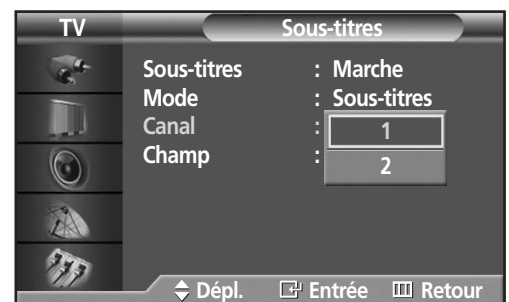 TV
Sous-titres
Sous-titres : Marche
Mode : Sous-titres
Canal : 1
Champ : 2
Dépl. Entrée Retour